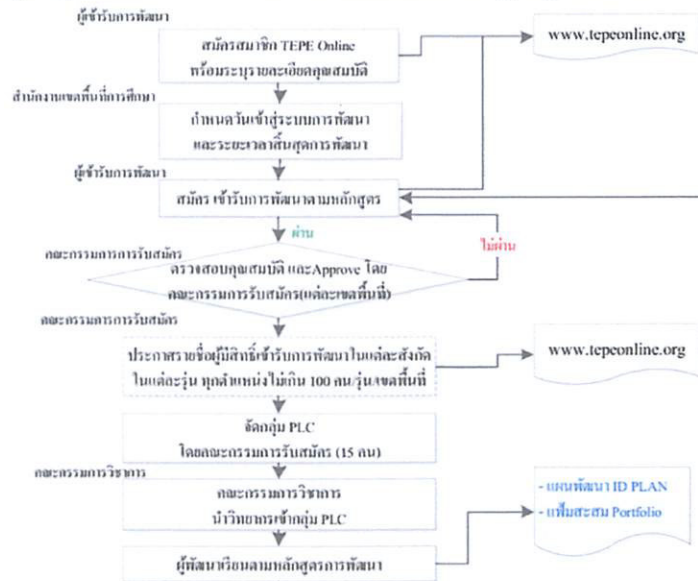 ผู้เข้ารับการพัฒนา
สมัครสมาชิก TEPE Online
พร้อมระบุรายละเอียดคุณสมบัติ
www.tepeonline.org
สำนักงานเขตพื้นที่การศึกษา
กำหนดวันเข้าสู่ระบบการพัฒนา
และระยะเวลาสิ้นสุดการพัฒนา
ผู้เข้ารับการพัฒนา
สมัคร เข้ารับการพัฒนาตามหลักสูตร
ผ่าน
ไม่ผ่าน
คณะกรรมการการรับสมัคร
ตรวจสอบคุณสมบัติ และApprove โดย
คณะกรรมการรับสมัคร(แต่ละเขตพื้นที่)
คณะกรรมการการรับสมัคร
ประกาศรายชื่อผู้มีสิทธิ์เข้ารับการพัฒนาในแต่ละสังกัด
ในแต่ละรุ่น ทุกตำแหน่งไม่เกิน 100 คน/รุ่น/เขตพื้นที่
www.tepeonline.org
จัดกลุ่ม PLC
โดยคณะกรรมการรับสมัคร (15 คน)
คณะกรรมการวิชาการ
คณะกรรมการวิชาการ
นำวิทยากรเข้ากลุ่ม PLC
- แผนพัฒนา ID PLAN
- แฟ้มสะสม Portfolio
ผู้พัฒนาเรียนตามหลักสูตรการพัฒนา